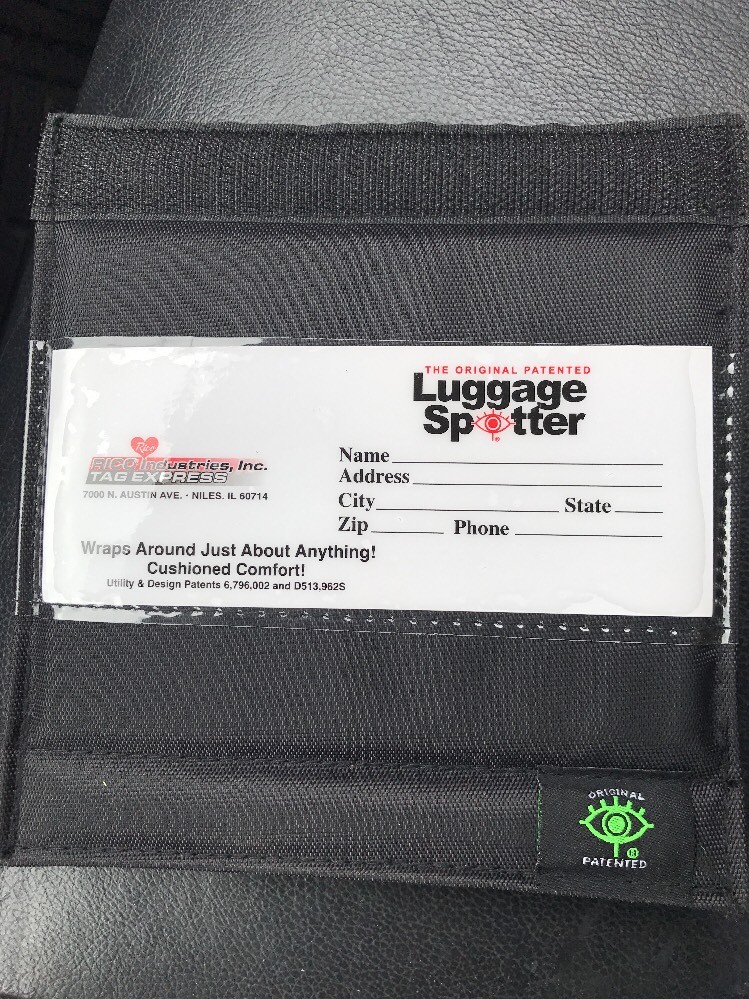 THE ORIGINAL PATENTED
Luggage
Spotter
Rico
RICO Industries, Inc.
TAG EXPRESS
7000 N. AUSTIN AVE. · NILES, IL 60714
Name
Address
City State
Zip Phone
Wraps Around Just About Anything!
Cushioned Comfort!
Utility & Design Patents 6,796,002 and D513,962S
ORIGINAL
®
PATENTED